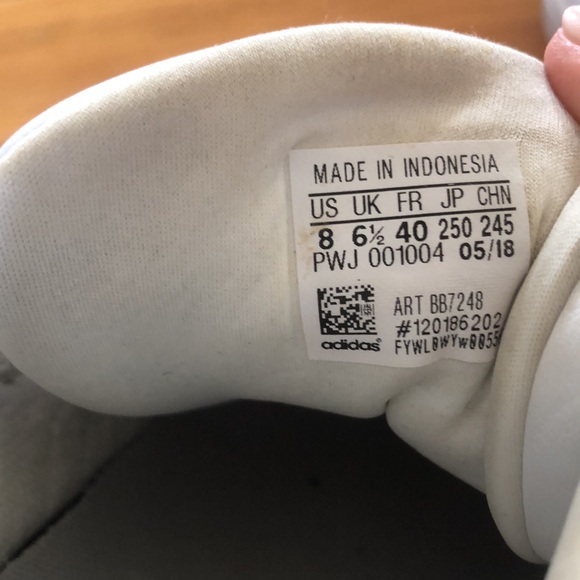 MADE IN INDONESIA
US UK FR JP CHN
8 6½ 40 250 245
PWJ 001004 05/18
ART BB7248
#120186202
adidas